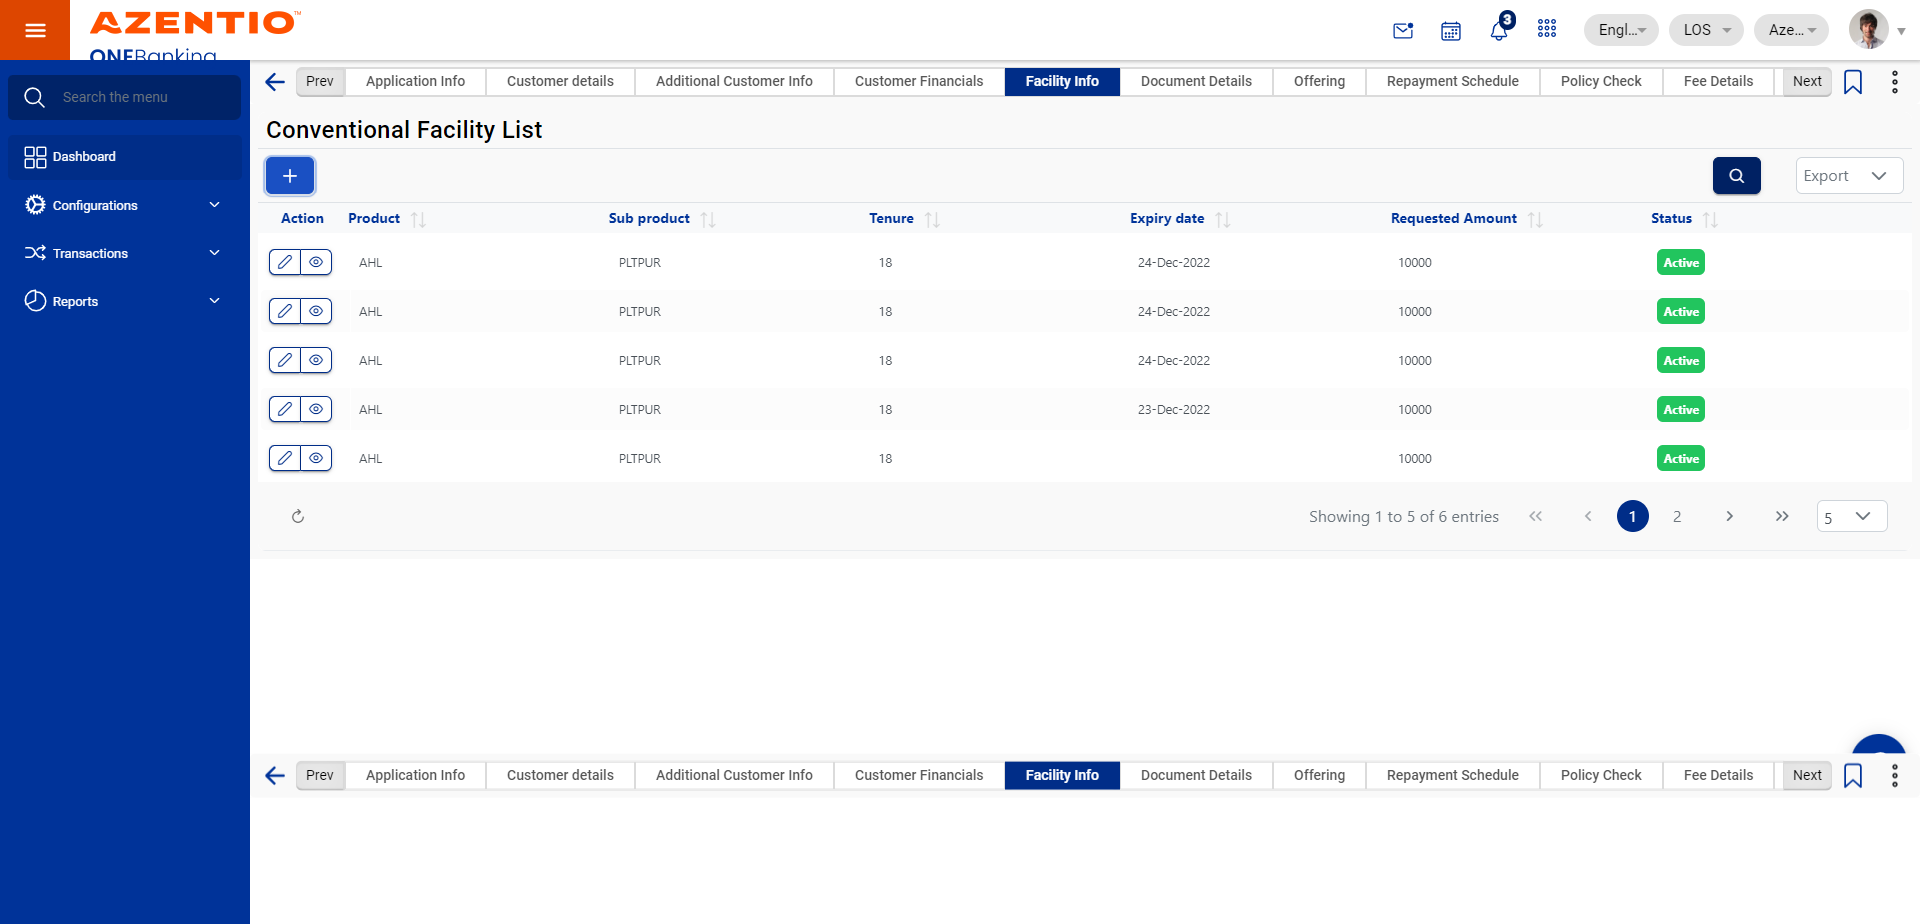 AZENTIO™
ONEBanking
3
Engl...
LOS
Aze...
Search the menu
Dashboard
Configurations
Transactions
Reports
Prev
Application Info
Customer details
Additional Customer Info
Customer Financials
Facility Info
Document Details
Offering
Repayment Schedule
Policy Check
Fee Details
Next
Conventional Facility List
+
Export
Action Product Sub product Tenure Expiry date Requested Amount Status
AHL PLTPUR 18 24-Dec-2022 10000 Active
AHL PLTPUR 18 24-Dec-2022 10000 Active
AHL PLTPUR 18 24-Dec-2022 10000 Active
AHL PLTPUR 18 23-Dec-2022 10000 Active
AHL PLTPUR 18 10000 Active
Showing 1 to 5 of 6 entries
1
2
5
Prev
Application Info
Customer details
Additional Customer Info
Customer Financials
Facility Info
Document Details
Offering
Repayment Schedule
Policy Check
Fee Details
Next